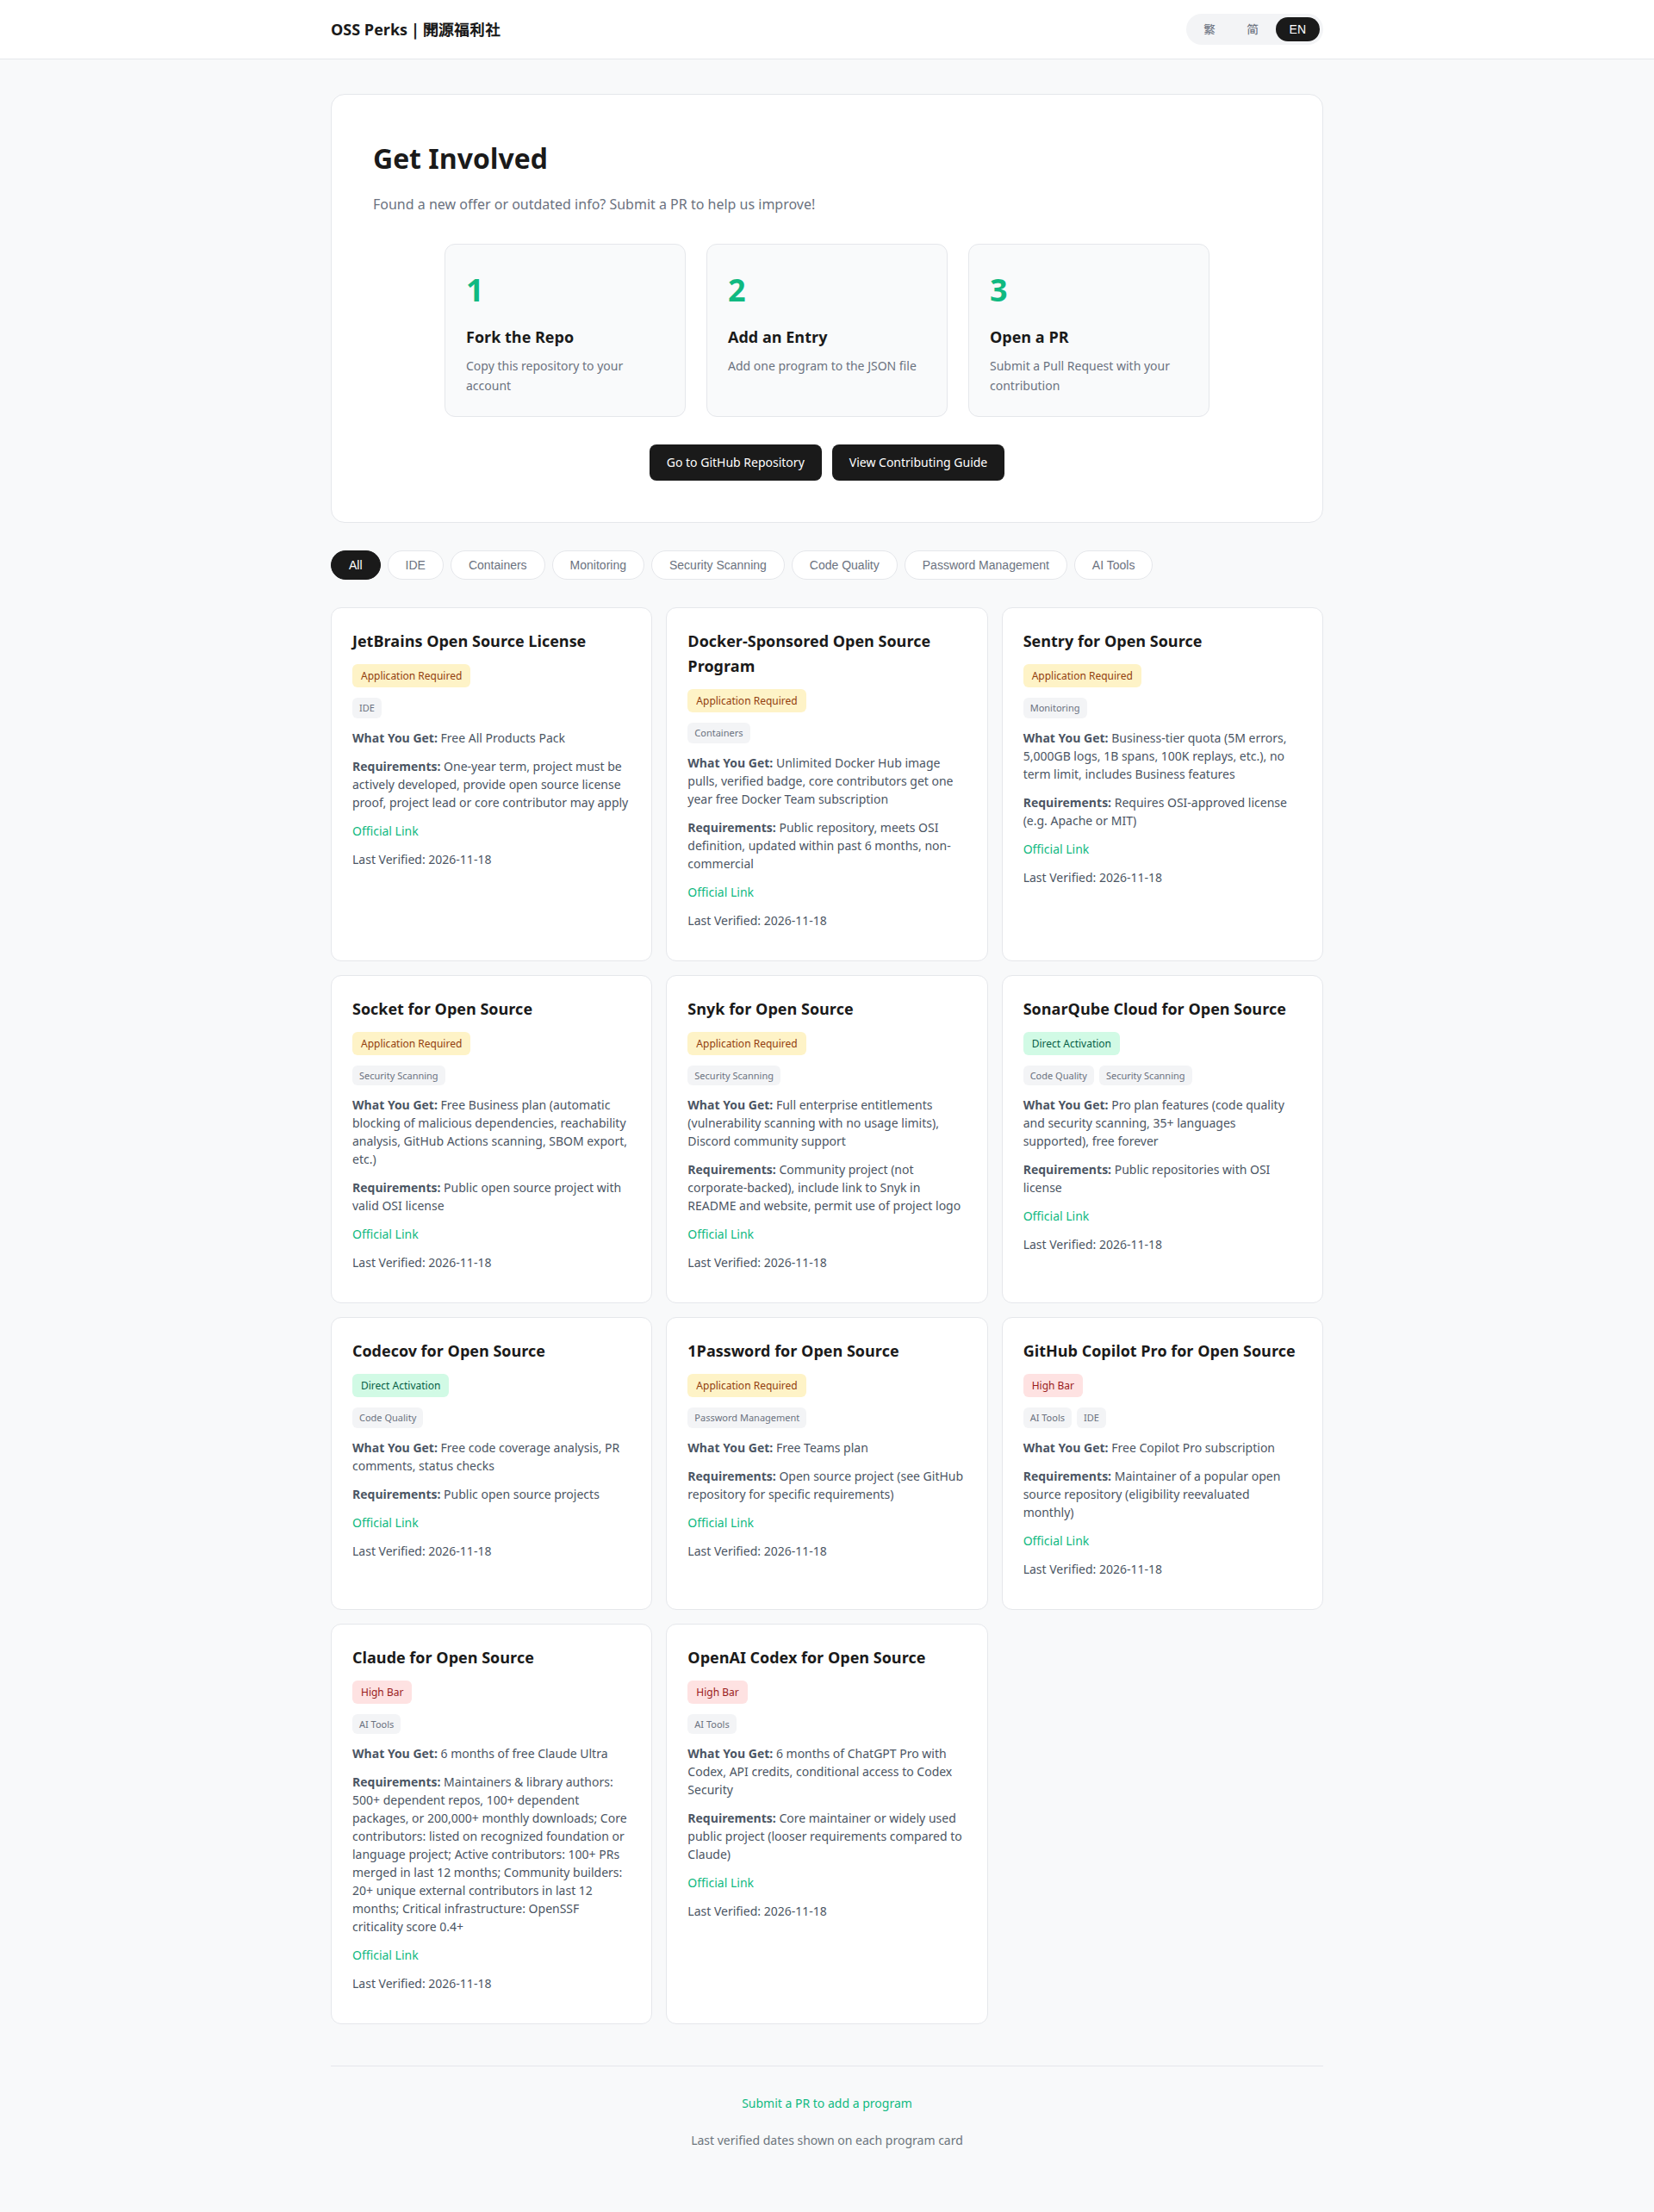 OSS Perks | 開源福利社
繁 简 EN
Get Involved
Found a new offer or outdated info? Submit a PR to help us improve!
1
Fork the Repo
Copy this repository to your
account
2
Add an Entry
Add one program to the JSON file
3
Open a PR
Submit a Pull Request with your
contribution
Go to GitHub Repository
View Contributing Guide
All IDE Containers Monitoring Security Scanning Code Quality Password Management AI Tools
JetBrains Open Source License
Application Required
IDE
What You Get: Free All Products Pack
Requirements: One-year term, project must be
actively developed, provide open source license
proof, project lead or core contributor may apply
Official Link
Last Verified: 2026-11-18
Docker-Sponsored Open Source
Program
Application Required
Containers
What You Get: Unlimited Docker Hub image
pulls, verified badge, core contributors get one
year free Docker Team subscription
Requirements: Public repository, meets OSI
definition, updated within past 6 months, non-
commercial
Official Link
Last Verified: 2026-11-18
Sentry for Open Source
Application Required
Monitoring
What You Get: Business-tier quota (5M errors,
5,000GB logs, 1B spans, 100K replays, etc.), no
term limit, includes Business features
Requirements: Requires OSI-approved license
(e.g. Apache or MIT)
Official Link
Last Verified: 2026-11-18
Socket for Open Source
Application Required
Security Scanning
What You Get: Free Business plan (automatic
blocking of malicious dependencies, reachability
analysis, GitHub Actions scanning, SBOM export,
etc.)
Requirements: Public open source project with
valid OSI license
Official Link
Last Verified: 2026-11-18
Snyk for Open Source
Application Required
Security Scanning
What You Get: Full enterprise entitlements
(vulnerability scanning with no usage limits),
Discord community support
Requirements: Community project (not
corporate-backed), include link to Snyk in
README and website, permit use of project logo
Official Link
Last Verified: 2026-11-18
SonarQube Cloud for Open Source
Direct Activation
Code Quality Security Scanning
What You Get: Pro plan features (code quality
and security scanning, 35+ languages
supported), free forever
Requirements: Public repositories with OSI
license
Official Link
Last Verified: 2026-11-18
Codecov for Open Source
Direct Activation
Code Quality
What You Get: Free code coverage analysis, PR
comments, status checks
Requirements: Public open source projects
Official Link
Last Verified: 2026-11-18
1Password for Open Source
Application Required
Password Management
What You Get: Free Teams plan
Requirements: Open source project (see GitHub
repository for specific requirements)
Official Link
Last Verified: 2026-11-18
GitHub Copilot Pro for Open Source
High Bar
AI Tools IDE
What You Get: Free Copilot Pro subscription
Requirements: Maintainer of a popular open
source repository (eligibility reevaluated
monthly)
Official Link
Last Verified: 2026-11-18
Claude for Open Source
High Bar
AI Tools
What You Get: 6 months of free Claude Ultra
Requirements: Maintainers & library authors:
500+ dependent repos, 100+ dependent
packages, or 200,000+ monthly downloads; Core
contributors: listed on recognized foundation or
language project; Active contributors: 100+ PRs
merged in last 12 months; Community builders:
20+ unique external contributors in last 12
months; Critical infrastructure: OpenSSF
criticality score 0.4+
Official Link
Last Verified: 2026-11-18
OpenAI Codex for Open Source
High Bar
AI Tools
What You Get: 6 months of ChatGPT Pro with
Codex, API credits, conditional access to Codex
Security
Requirements: Core maintainer or widely used
public project (looser requirements compared to
Claude)
Official Link
Last Verified: 2026-11-18
Submit a PR to add a program
Last verified dates shown on each program card